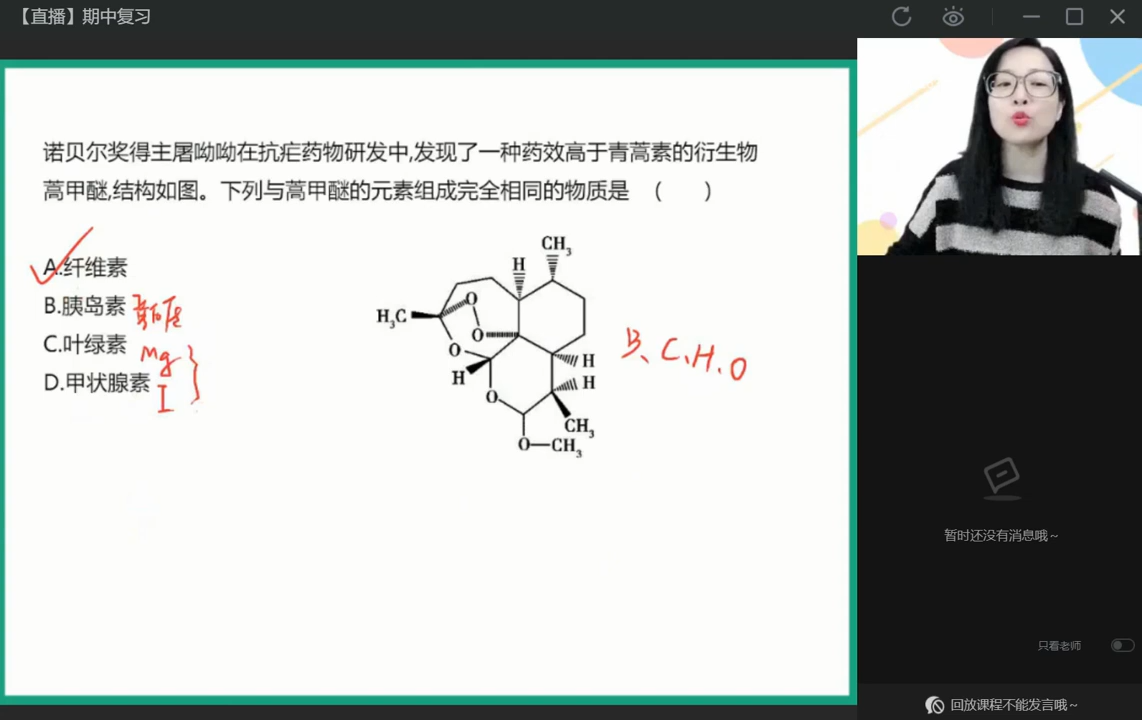 【直播】期中复习
诺贝尔奖得主屠呦呦在抗疟药物研发中,发现了一种药效高于青蒿素的衍生物
蒿甲醚,结构如图。下列与蒿甲醚的元素组成完全相同的物质是 ( )
A.纤维素
B.胰岛素
C.叶绿素 Mg
D.甲状腺素 I
CH₃
H
H₃C
O
O
O
H
H
H
O
CH₃
O—CH₃
B、C、H、O
暂时还没有消息哦～
只看老师
回放课程不能发言哦～